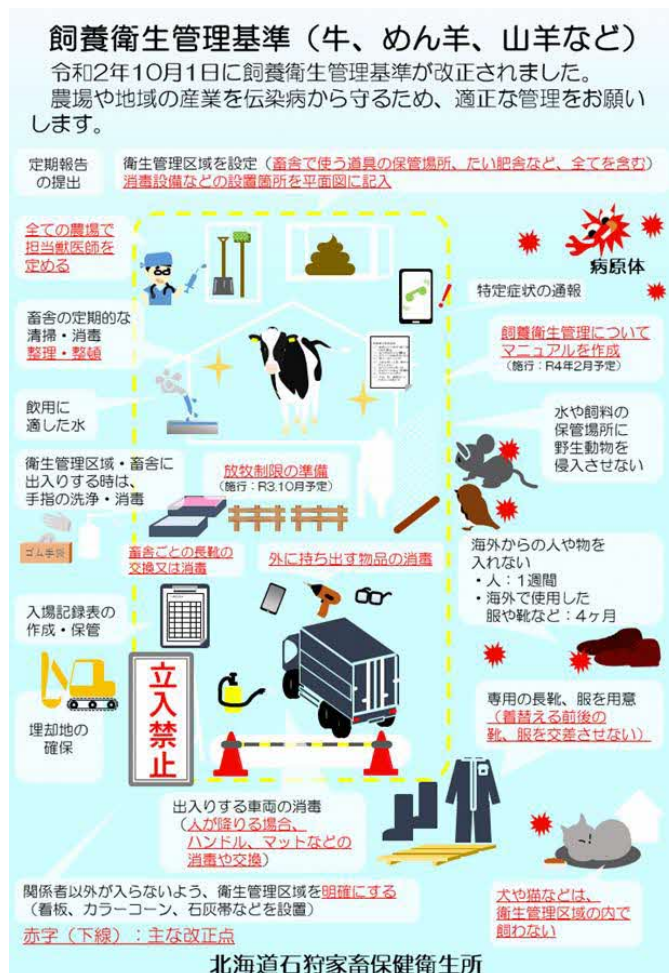 飼養衛生管理基準（牛、めん羊、山羊など）
令和2年10月1日に飼養衛生管理基準が改正されました。
農場や地域の産業を伝染病から守るため、適正な管理をお願い
します。
定期報告
の提出
衛生管理区域を設定（畜舎で使う道具の保管場所、たい肥舎など、全てを含む）
消毒設備などの設置箇所を平面図に記入
全ての農場で
担当獣医師を
定める
病原体
特定症状の通報
畜舎の定期的な
清掃・消毒
整理・整頓
飼養衛生管理について
マニュアルを作成
（施行：R4年2月予定）
飲用に
適した水
水や飼料の
保管場所に
野生動物を
侵入させない
衛生管理区域・畜舎に
出入りする時は、
手指の洗浄・消毒
放牧制限の準備
（施行：R3.10月予定）
ゴム手袋
畜舎ごとの長靴の
交換又は消毒
外に持ち出す物品の消毒
海外からの人や物を
入れない
・人：1週間
・海外で使用した
服や靴など：4ヶ月
入場記録表の
作成・保管
立入禁止
埋却地の
確保
専用の長靴、服を用意
（着替える前後の
靴、服を交差させない）
出入りする車両の消毒
（人が降りる場合、
ハンドル、マットなどの
消毒や交換）
関係者以外が入らないよう、衛生管理区域を明確にする
（看板、カラーコーン、石灰帯などを設置）
犬や猫などは、
衛生管理区域の内で
飼わない
赤字（下線）：主な改正点
北海道石狩家畜保健衛生所